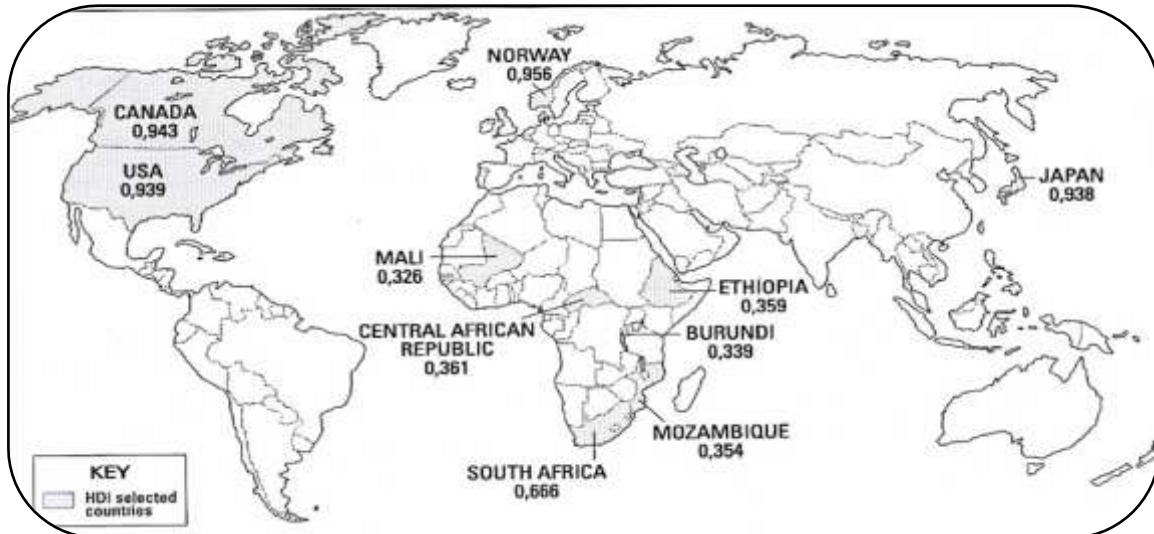 NORWAY
0,956
CANADA
0,943
USA
0,939
JAPAN
0,938
MALI
0,326
ETHIOPIA
0,359
CENTRAL AFRICAN
REPUBLIC
0,361
BURUNDI
0,339
MOZAMBIQUE
0,354
SOUTH AFRICA
0,666
KEY
HDI selected
countries